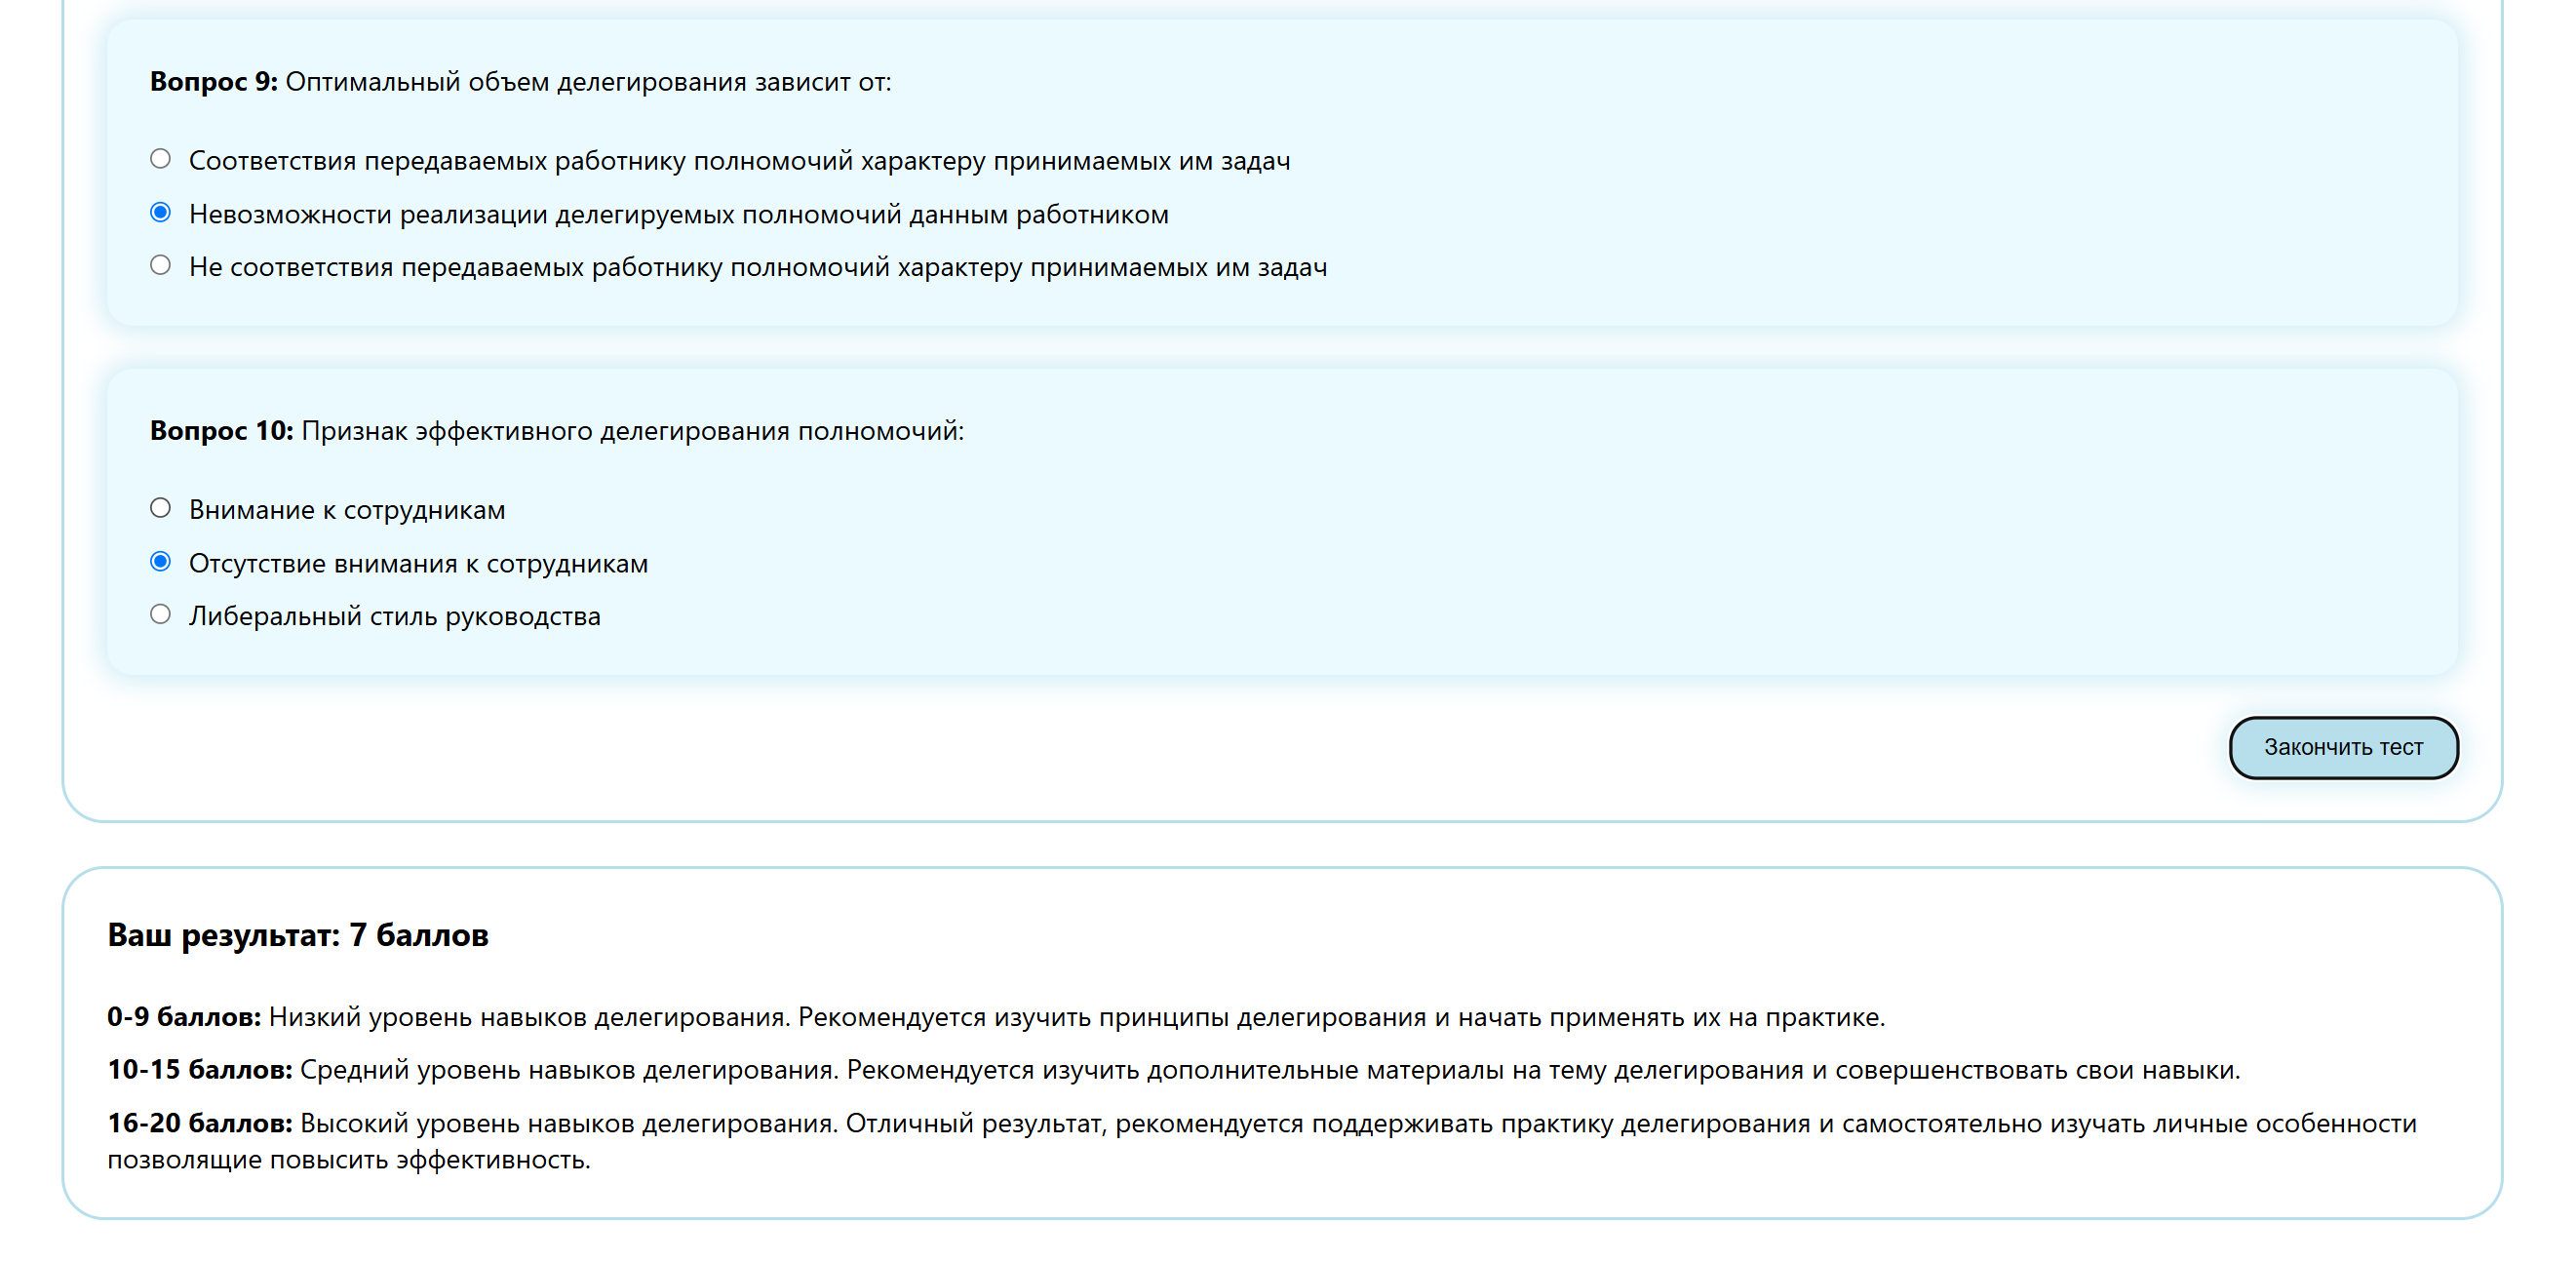 Вопрос 9: Оптимальный объем делегирования зависит от:
Соответствия передаваемых работнику полномочий характеру принимаемых им задач
Невозможности реализации делегируемых полномочий данным работником
Не соответствия передаваемых работнику полномочий характеру принимаемых им задач
Вопрос 10: Признак эффективного делегирования полномочий:
Внимание к сотрудникам
Отсутствие внимания к сотрудникам
Либеральный стиль руководства
Закончить тест
Ваш результат: 7 баллов
0-9 баллов: Низкий уровень навыков делегирования. Рекомендуется изучить принципы делегирования и начать применять их на практике.
10-15 баллов: Средний уровень навыков делегирования. Рекомендуется изучить дополнительные материалы на тему делегирования и совершенствовать свои навыки.
16-20 баллов: Высокий уровень навыков делегирования. Отличный результат, рекомендуется поддерживать практику делегирования и самостоятельно изучать личные особенности
позволящие повысить эффективность.